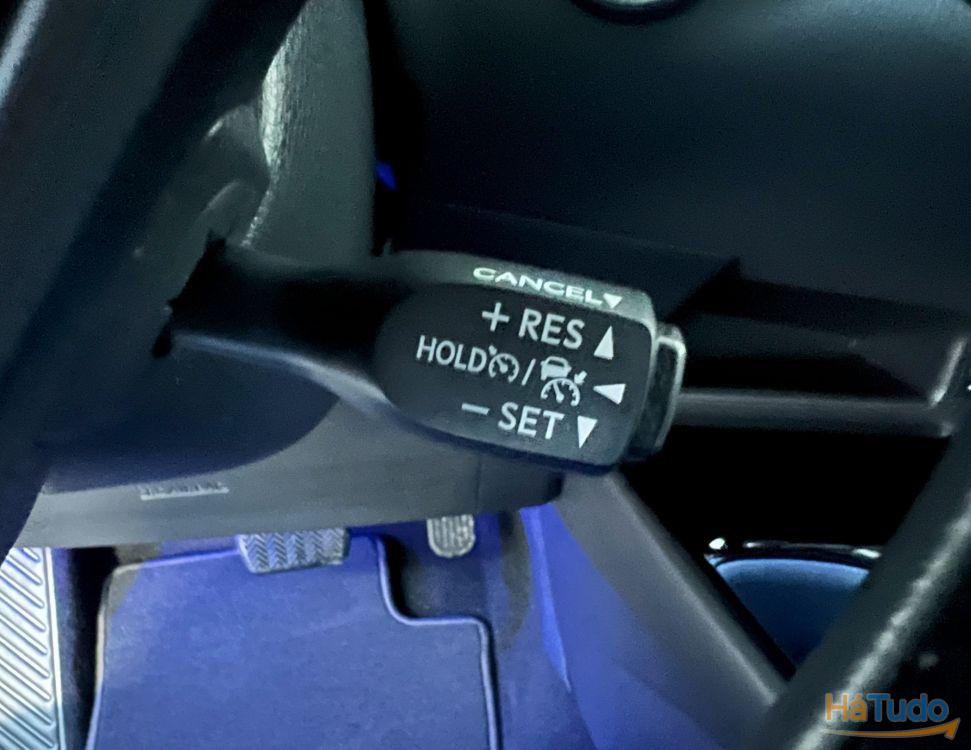 CANCEL▼
+ RES ▲
HOLD / ◀
− SET ▼
HáTudo